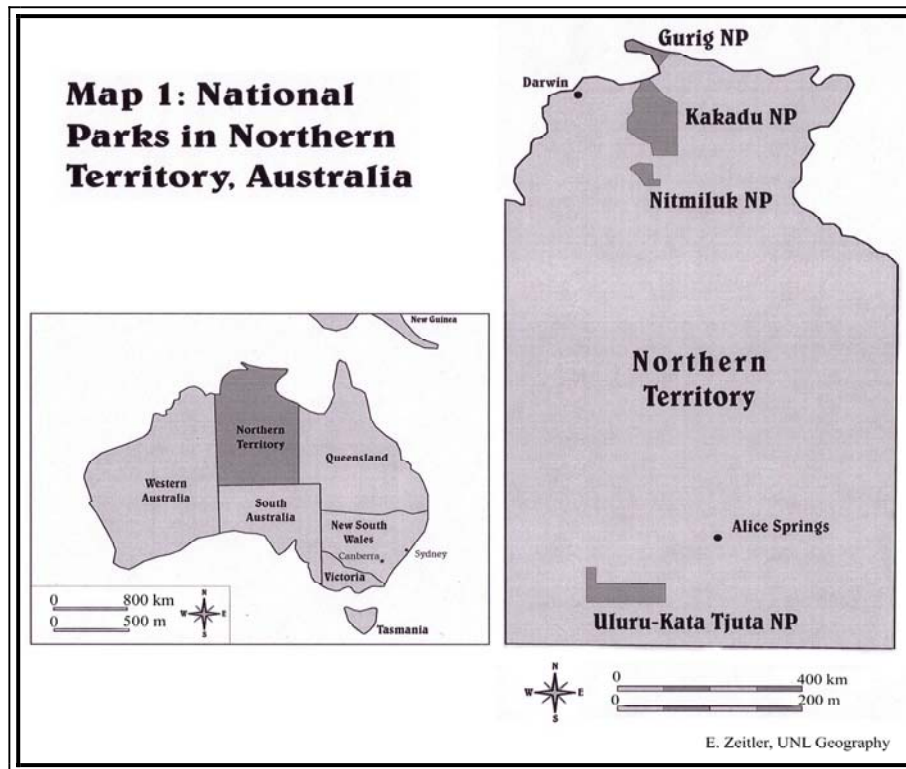 Map 1: National
Parks in Northern
Territory, Australia
Gurig NP
Darwin
Kakadu NP
Nitmiluk NP
Northern
Territory
Alice Springs
Uluru-Kata Tjuta NP
N
W E
S
0 400 km
0 200 m
New Guinea
Northern
Territory
Queensland
Western
Australia
South
Australia
New South
Wales
Canberra
Sydney
Victoria
Tasmania
0 800 km
0 500 m
N
W E
S
E. Zeitler, UNL Geography